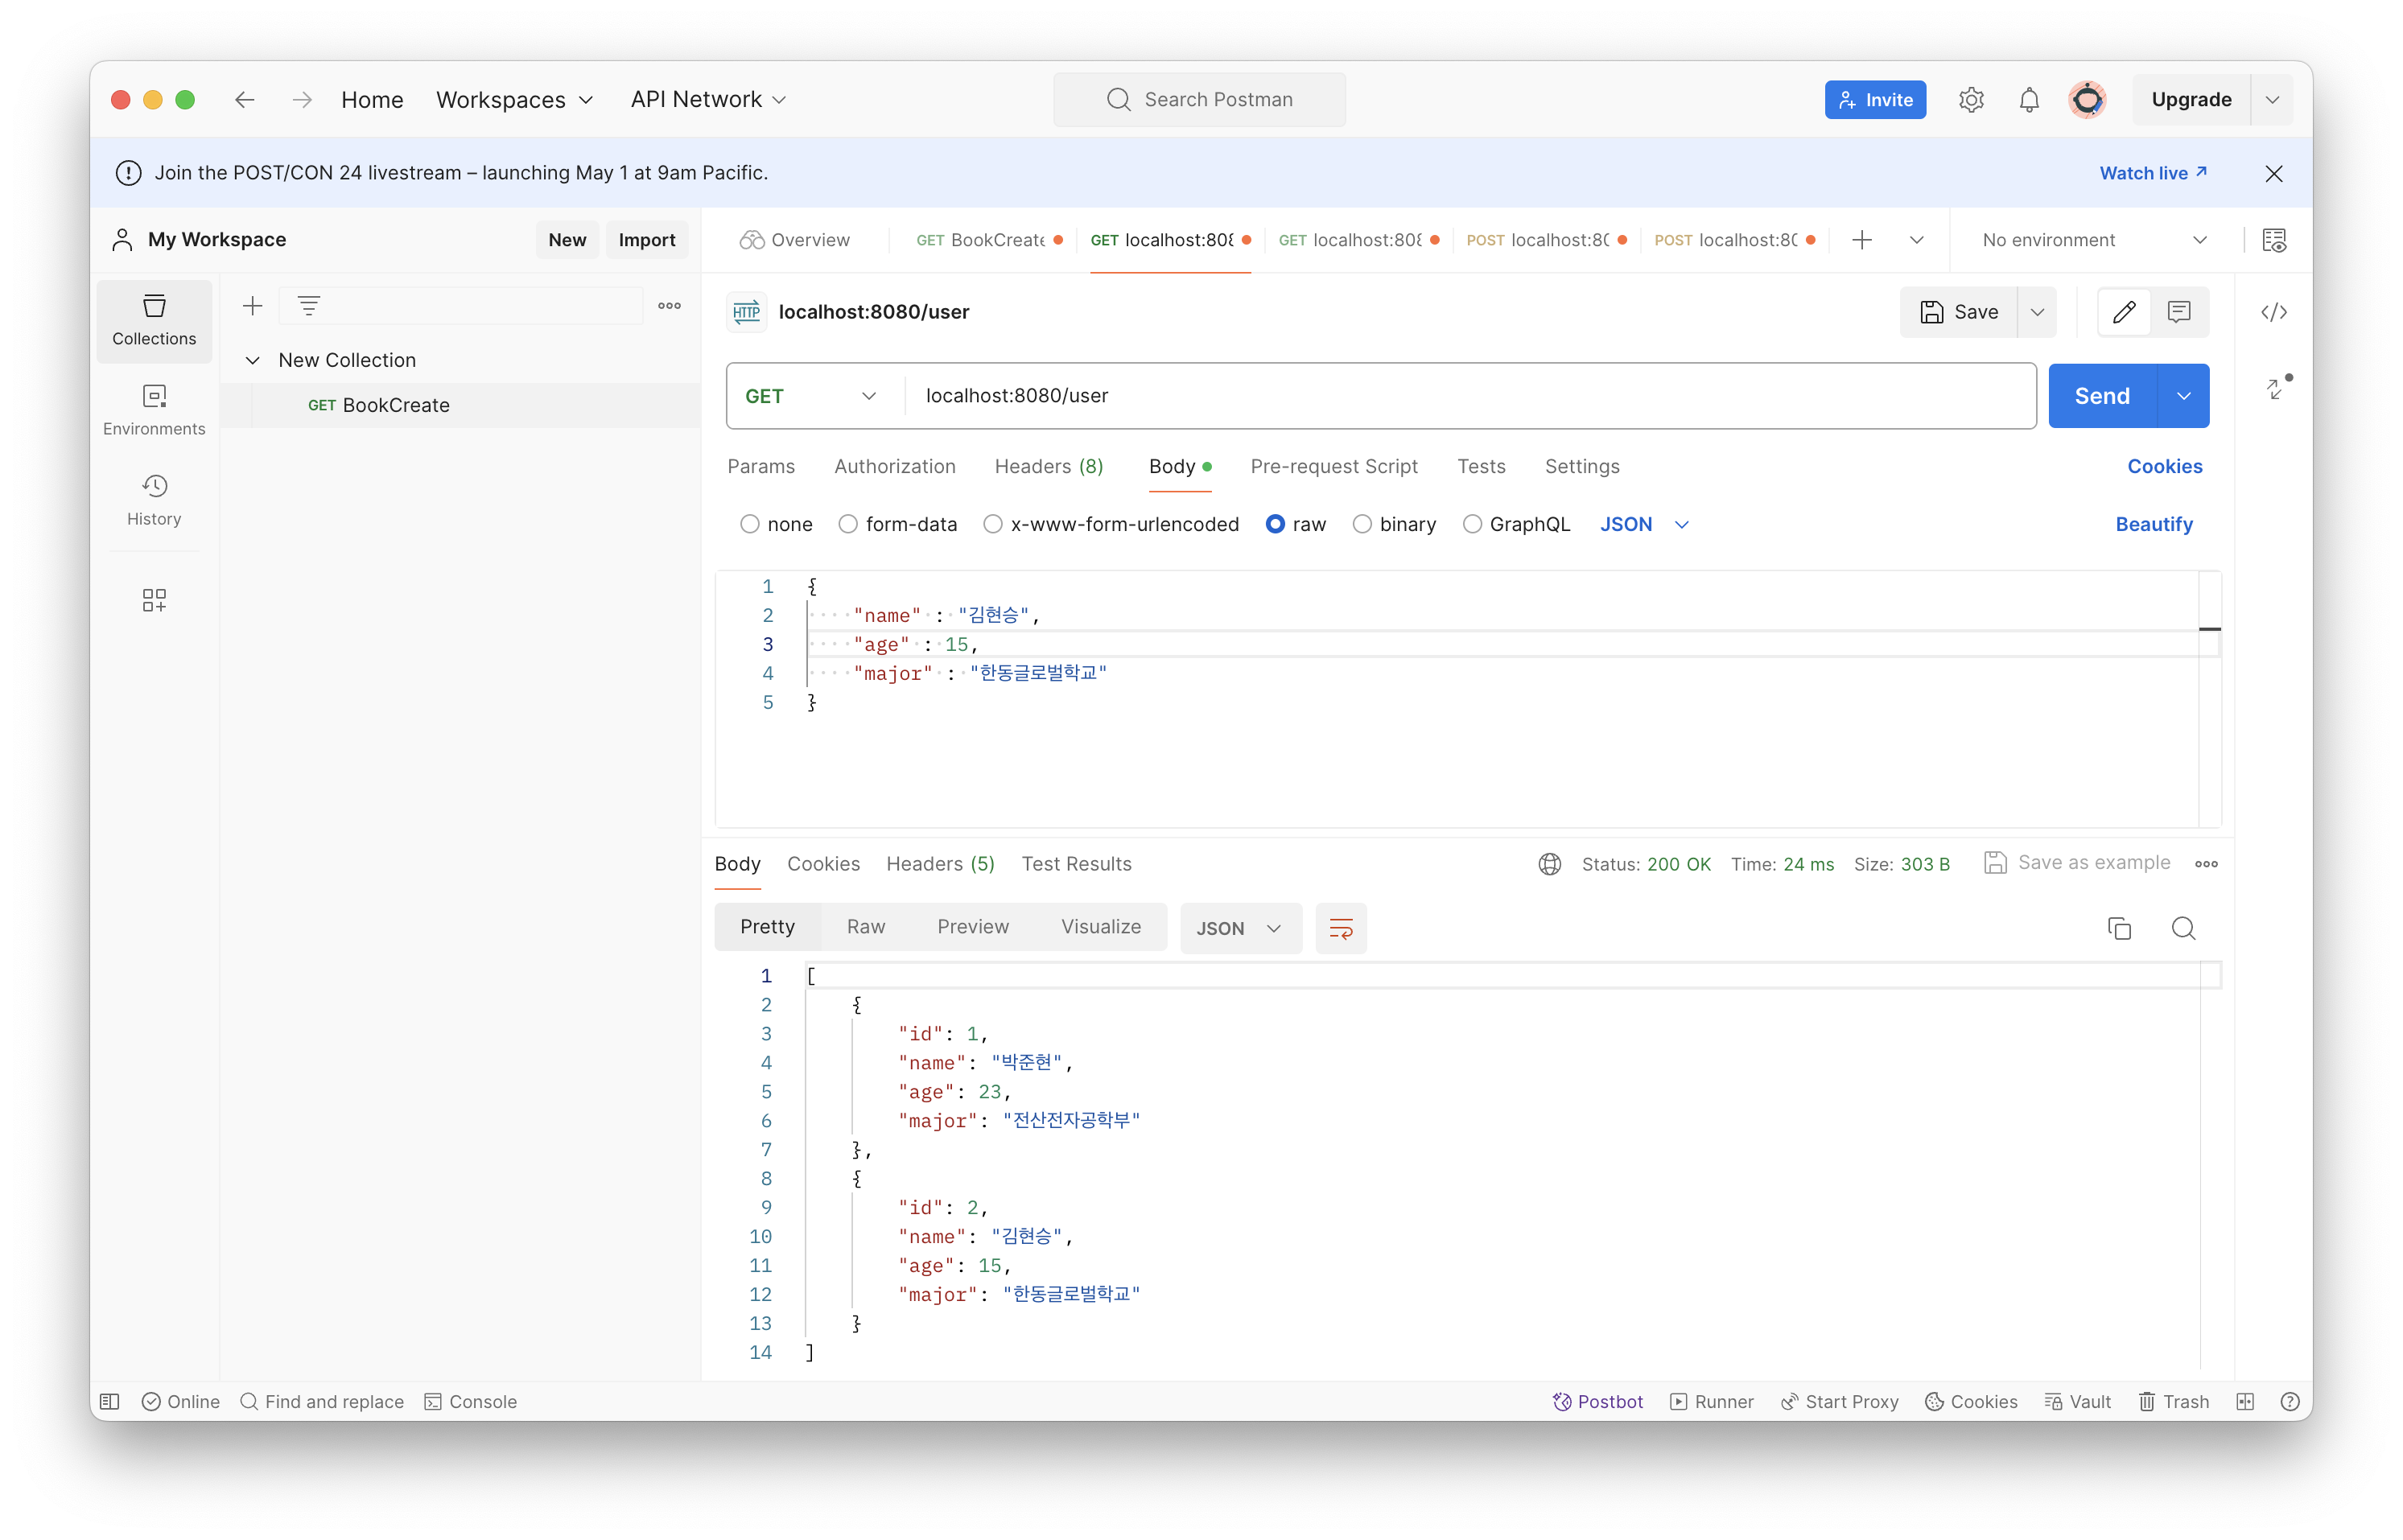 Home Workspaces API Network Search Postman Invite Upgrade
Join the POST/CON 24 livestream – launching May 1 at 9am Pacific. Watch live
My Workspace New Import
Overview GET BookCreate GET localhost:808 GET localhost:808 POST localhost:80 POST localhost:80 No environment
Collections
Environments
History
New Collection
GET BookCreate
HTTP localhost:8080/user Save
GET localhost:8080/user Send
Params Authorization Headers (8) Body Pre-request Script Tests Settings Cookies
none form-data x-www-form-urlencoded raw binary GraphQL JSON Beautify
1 {
2 "name" : "김현승",
3 "age" : 15,
4 "major" : "한동글로벌학교"
5 }
Body Cookies Headers (5) Test Results Status: 200 OK Time: 24 ms Size: 303 B Save as example
Pretty Raw Preview Visualize JSON
1 [
2 {
3 "id": 1,
4 "name": "박준현",
5 "age": 23,
6 "major": "전산전자공학부"
7 },
8 {
9 "id": 2,
10 "name": "김현승",
11 "age": 15,
12 "major": "한동글로벌학교"
13 }
14 ]
Online Find and replace Console Postbot Runner Start Proxy Cookies Vault Trash